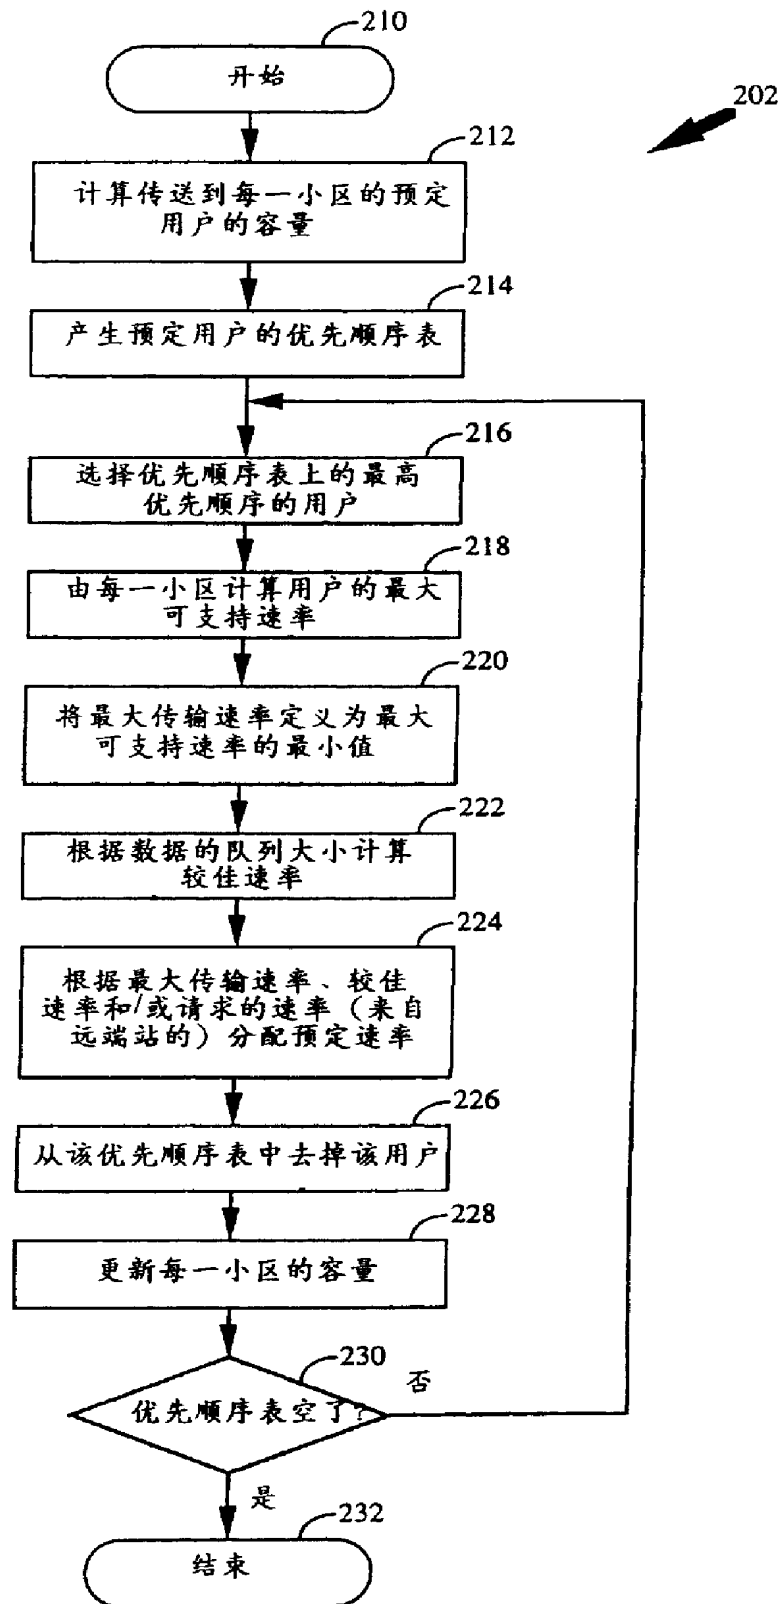 210
开始
202
212
计算传送到每一小区的预定
用户的容量
214
产生预定用户的优先顺序表
216
选择优先顺序表上的最高
优先顺序的用户
218
由每一小区计算用户的最大
可支持速率
220
将最大传输速率定义为最大
可支持速率的最小值
222
根据数据的队列大小计算
较佳速率
224
根据最大传输速率、较佳
速率和/或请求的速率（来自
远端站的）分配预定速率
226
从该优先顺序表中去掉该用户
228
更新每一小区的容量
230
否
优先顺序表空了?
是
232
结束